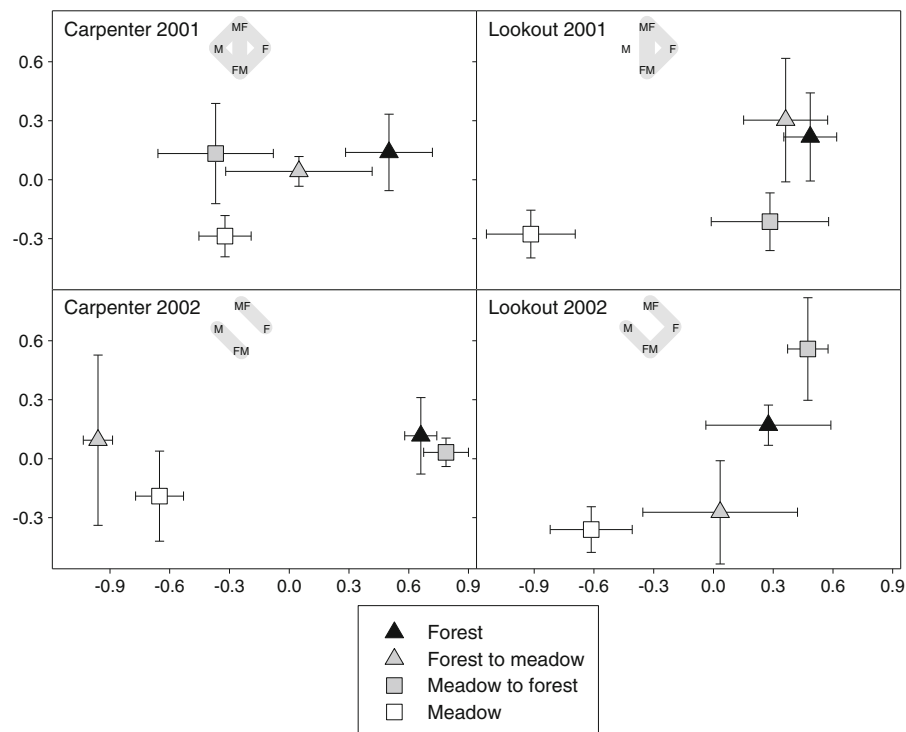 Carpenter 2001
MF
M
F
FM
Lookout 2001
MF
M
F
FM
0.6
0.3
0.0
-0.3
Carpenter 2002
MF
M
F
FM
Lookout 2002
MF
M
F
FM
0.6
0.3
0.0
-0.3
-0.9 -0.6 -0.3 0.0 0.3 0.6 0.9 -0.9 -0.6 -0.3 0.0 0.3 0.6 0.9
Forest
Forest to meadow
Meadow to forest
Meadow